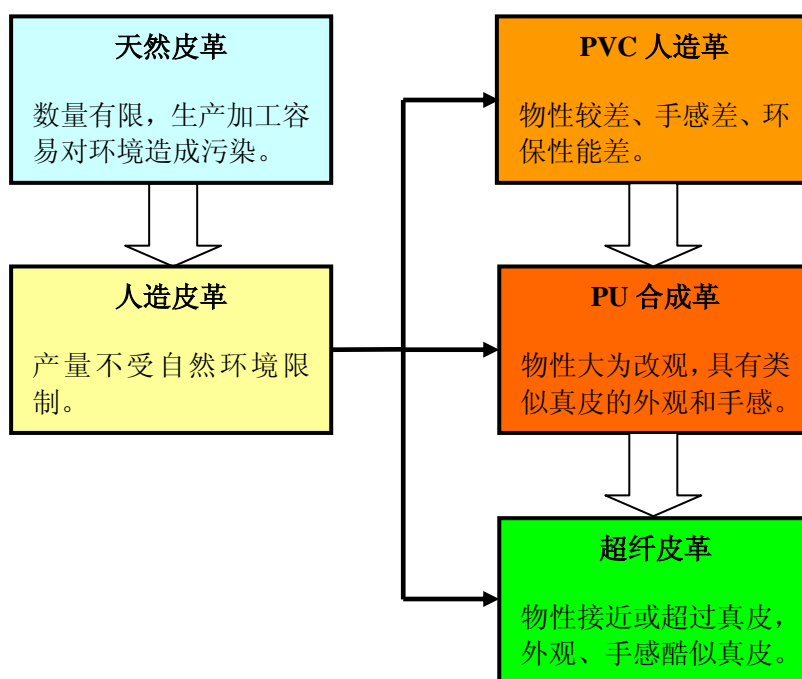 天然皮革
数量有限，生产加工容
易对环境造成污染。
人造皮革
产量不受自然环境限
制。
PVC 人造革
物性较差、手感差、环
保性能差。
PU 合成革
物性大为改观，具有类
似真皮的外观和手感。
超纤皮革
物性接近或超过真皮，
外观、手感酷似真皮。